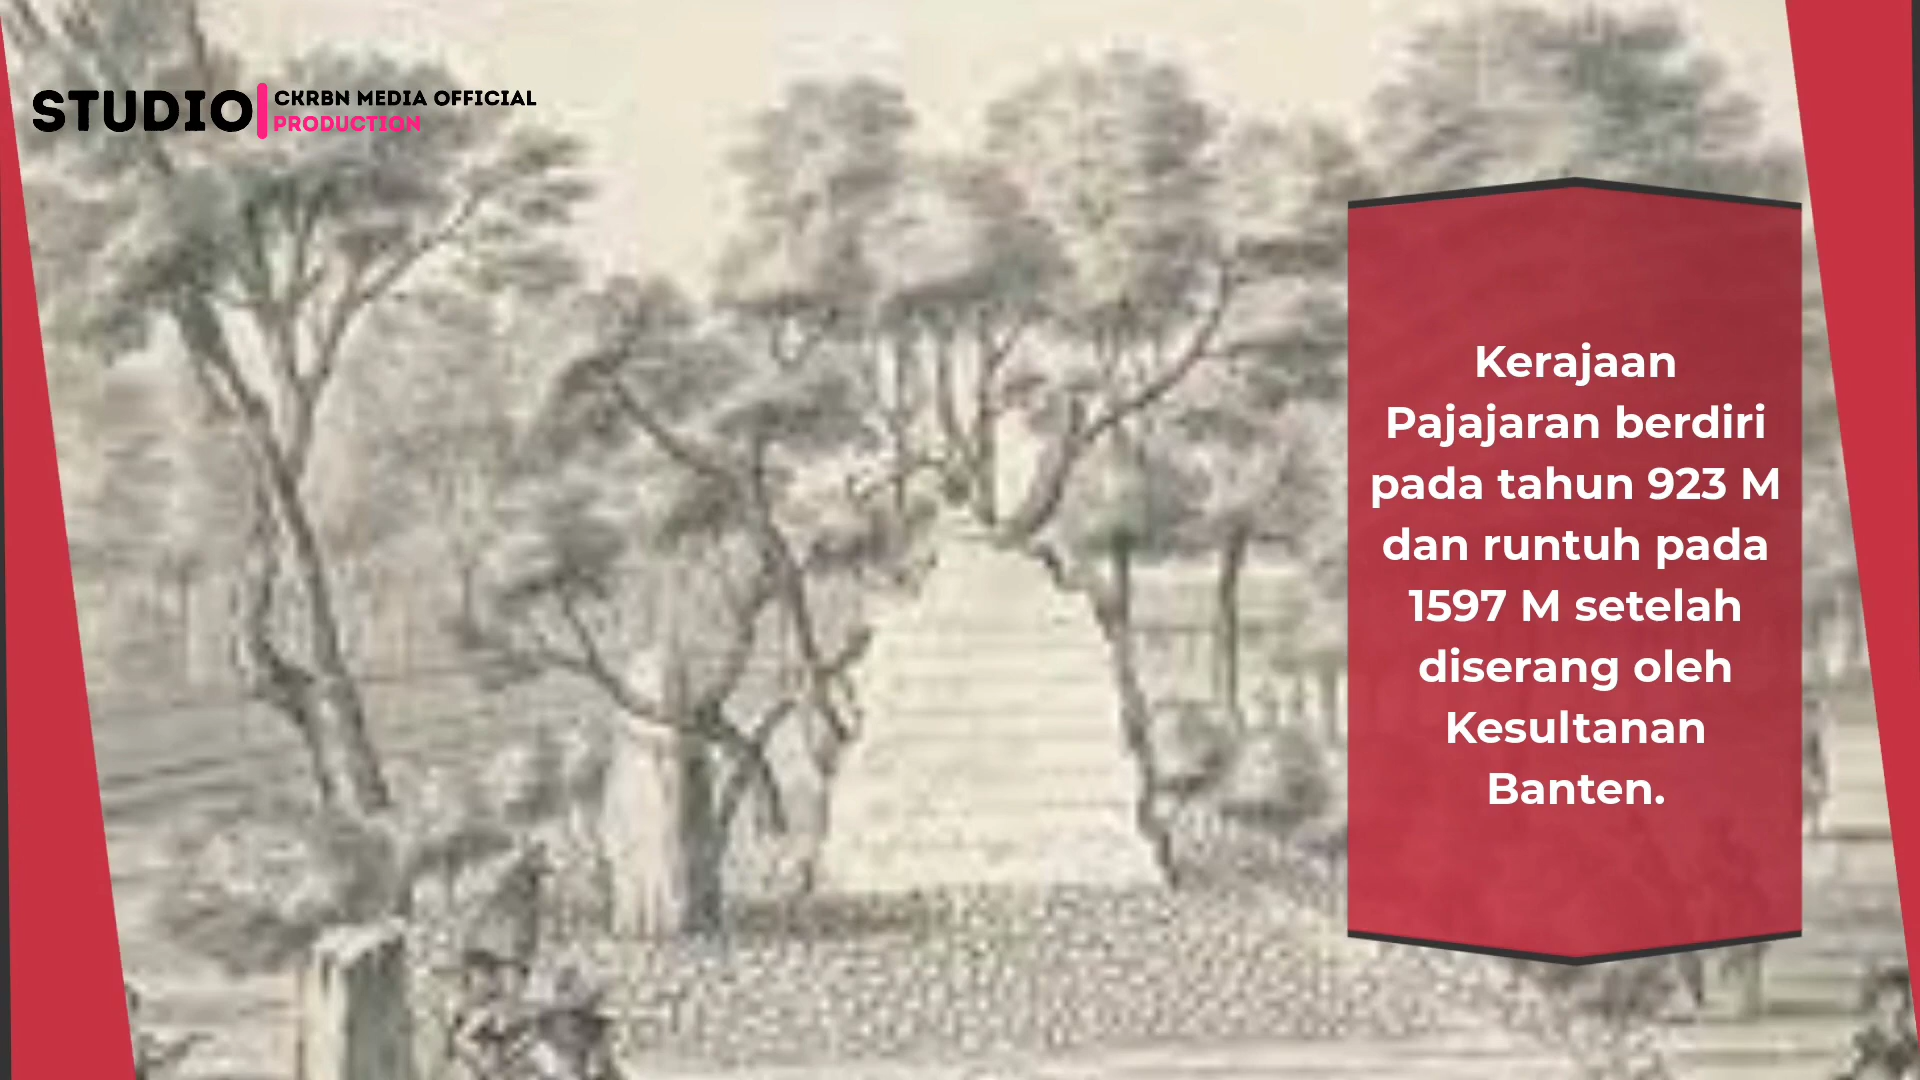 STUDIO
CKRBN MEDIA OFFICIAL
PRODUCTION
Kerajaan
Pajajaran berdiri
pada tahun 923 M
dan runtuh pada
1597 M setelah
diserang oleh
Kesultanan
Banten.